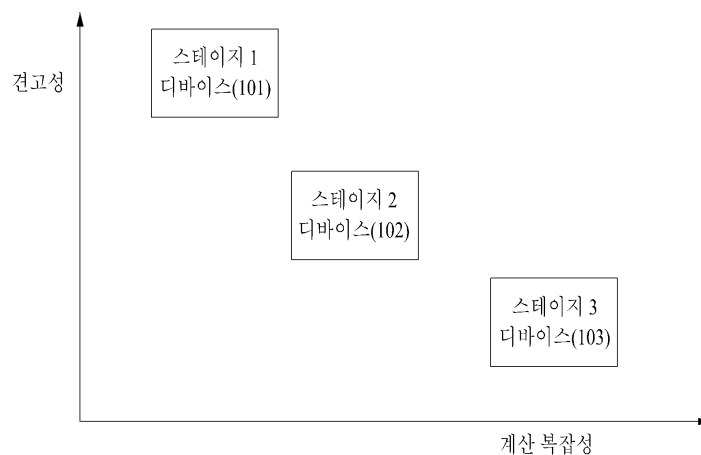 견고성
스테이지 1
디바이스(101)
스테이지 2
디바이스(102)
스테이지 3
디바이스(103)
계산 복잡성